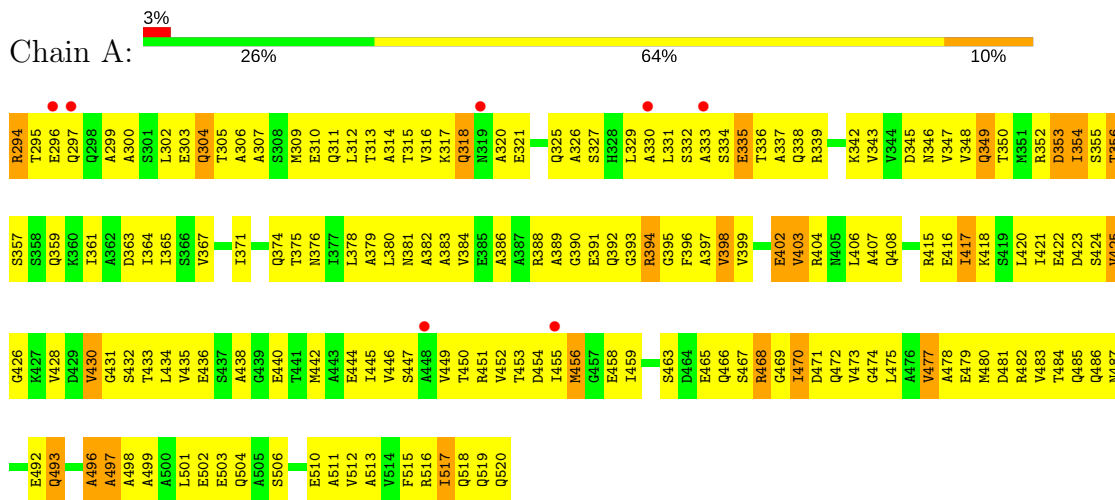 3%
Chain A:
26% 64% 10%
R294 T295 E296 Q297 Q298 A299 A300 S301 L302 E303 Q304 T305 A306 A307 S308 M309 E310 Q311 L312 T313 A314 T315 V316 K317 Q318 N319 A320 E321 Q325 A326 S327 H328 L329 A330 L331 S332 A333 S334 E335 T336 A337 Q338 R339 K342 V343 V344 D345 N346 V347 V348 Q349 T350 M351 R352 D353 I354 S355 T356
S357 S358 Q359 K360 I361 A362 D363 I364 I365 S366 V367 I371 Q374 T375 N376 I377 L378 A379 L380 N381 A382 A383 V384 E385 A386 A387 R388 A389 G390 E391 Q392 G393 R394 G395 F396 A397 V398 V399 E402 V403 R404 N405 L406 A407 Q408 R415 E416 I417 K418 S419 L420 I421 E422 D423 S424 V425
G426 K427 V428 D429 V430 G431 S432 T433 L434 V435 E436 S437 A438 G439 E440 T441 M442 A443 E444 I445 V446 S447 A448 V449 T450 R451 V452 T453 D454 I455 M456 G457 E458 I459 S463 D464 E465 Q466 S467 R468 G469 I470 D471 Q472 V473 G474 L475 A476 V477 A478 E479 M480 D481 R482 V483 T484 Q485 Q486 N487
E492 Q493 A496 A497 A498 A499 A500 L501 E502 E503 Q504 A505 S506 E510 A511 V512 A513 V514 F515 R516 I517 Q518 Q519 Q520